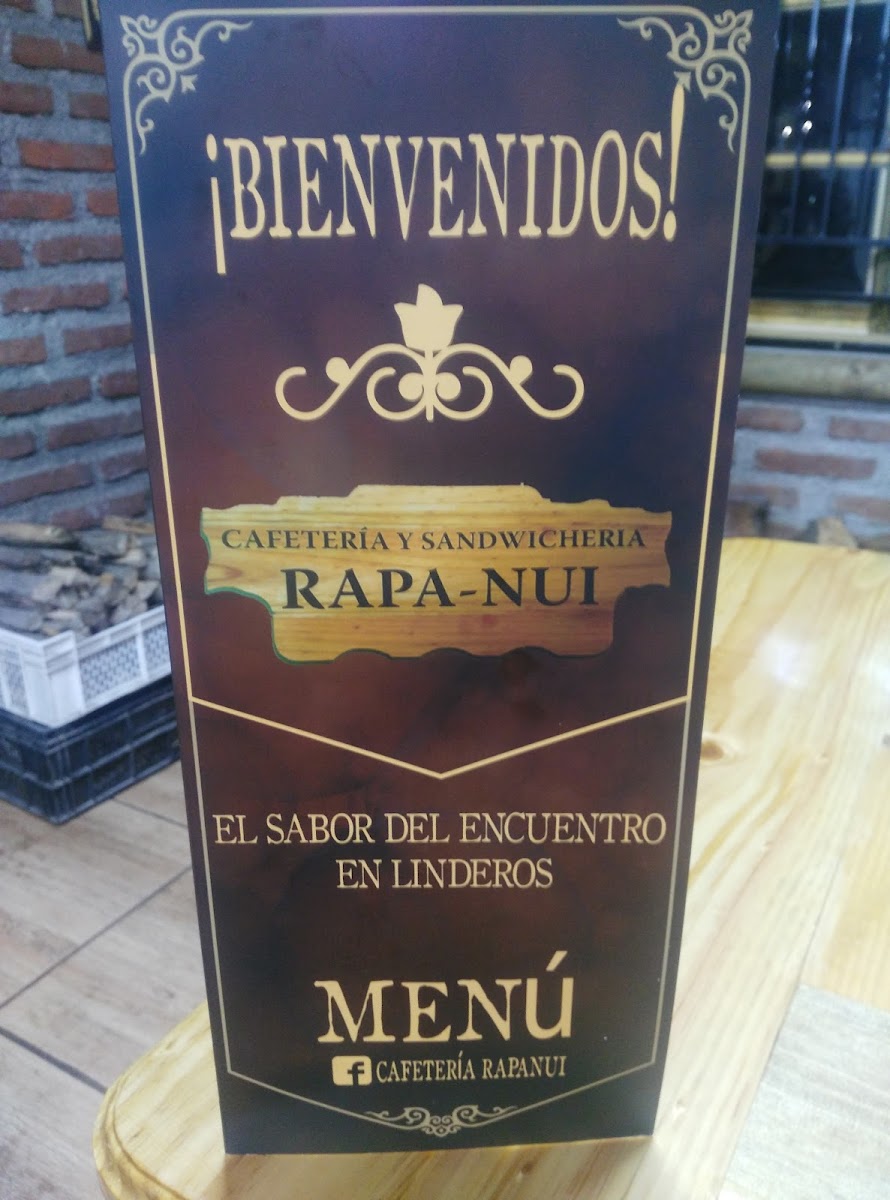 ¡BIENVENIDOS!
CAFETERÍA Y SANDWICHERIA
RAPA-NUI
EL SABOR DEL ENCUENTRO
EN LINDEROS
MENÚ
f CAFETERÍA RAPANUI